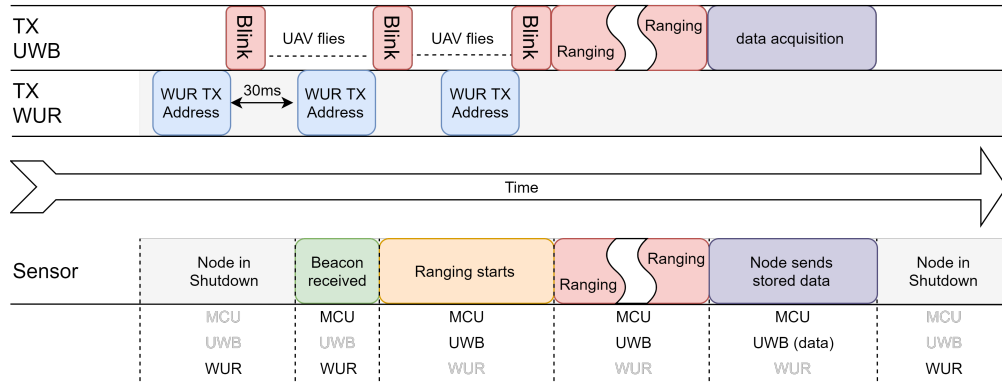 TX
UWB
Blink
UAV flies
Blink
UAV flies
Blink
Ranging
Ranging
data acquisition
TX
WUR
WUR TX
Address
30ms
WUR TX
Address
WUR TX
Address
Time
Sensor
Node in
Shutdown
Beacon
received
Ranging starts
Ranging
Ranging
Node sends
stored data
Node in
Shutdown
MCU
MCU
MCU
MCU
MCU
MCU
UWB
UWB
UWB
UWB
UWB (data)
UWB
WUR
WUR
WUR
WUR
WUR
WUR